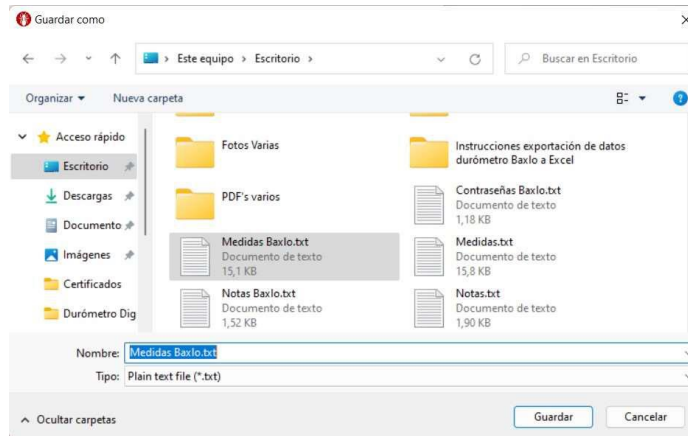 Guardar como
Este equipo > Escritorio >
Buscar en Escritorio
Organizar
Nueva carpeta
Acceso rápido
Escritorio
Descargas
Documento
Imágenes
Certificados
Durómetro Dig
Fotos Varias
Instrucciones exportación de datos
durómetro Baxlo a Excel
PDF's varios
Contraseñas Baxlo.txt
Documento de texto
1,18 KB
Medidas Baxlo.txt
Documento de texto
15,1 KB
Medidas.txt
Documento de texto
15,8 KB
Notas Baxlo.txt
Documento de texto
1,52 KB
Notas.txt
Documento de texto
1,90 KB
Nombre: Medidas Baxlo.txt
Tipo: Plain text file (*.txt)
Ocultar carpetas
Guardar
Cancelar